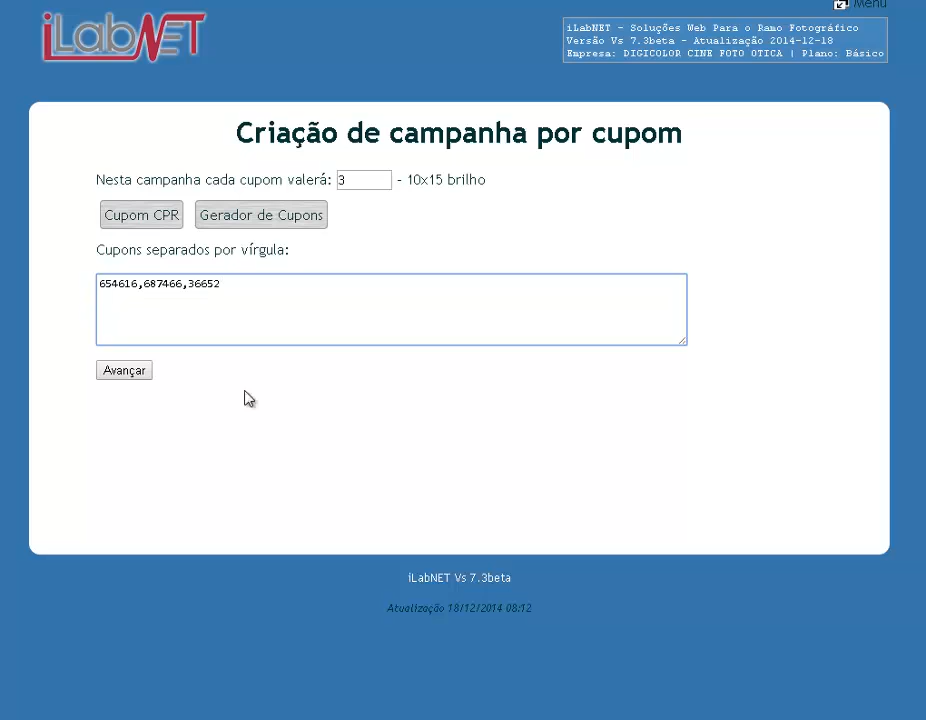 Menu
iLabNET
iLabNET - Soluções Web Para o Ramo Fotográfico
Versão Vs 7.3beta - Atualização 2014-12-18
Empresa: DIGICOLOR CINE FOTO OTICA | Plano: Básico
Criação de campanha por cupom
Nesta campanha cada cupom valerá: 3 - 10x15 brilho
Cupom CPR Gerador de Cupons
Cupons separados por vírgula:
654616,687466,36652
Avançar
iLabNET Vs 7.3beta
Atualização 18/12/2014 08:12